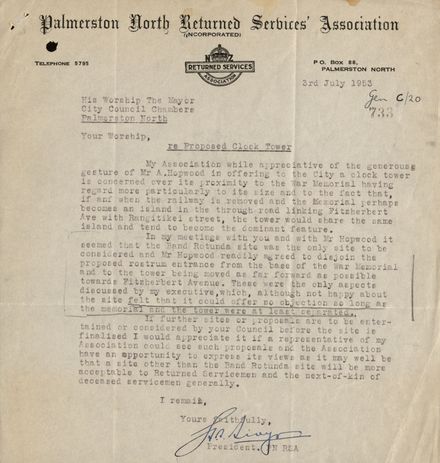 Palmerston North Returned Services' Association
(INCORPORATED)
N Z
RETURNED SERVICES
ASSOCIATION
TELEPHONE 5795
P O. BOX 88,
PALMERSTON NORTH
3rd July 1953
Gen C/20
733
His Worship The Mayor
City Council Chambers
Palmerston North
Your Worship,
re Proposed Clock Tower
My Association while appreciative of the generous
gesture of Mr A.Hopwood in offering to the City a clock tower
is concerned over its proximity to the War Memorial having
regard more particularly to its size and to the fact that,
if and when the railway is removed and the Memorial perhaps
becomes an island in the through road linking Fitzherbert
Ave with Rangitikei street, the tower would share the same
island and tend to become the dominant feature.
In my meetings with you and with Mr Hopwood it
seemed that the Band Rotunda site was the only site to be
considered and Mr Hopwood readily agreed to disjoin the
proposed rostrum entrance from the base of the War Memorial
and to the tower being moved as far forward as possible
towards Fitzherbert Avenue. These were the only aspects
discussed by my executive,which, although not happy about
the site felt that it could offer no objection so long as
the memorial and the tower were at least separated.
If further sites or proposals are to be enter-
tained or considered by your Council before the site is
finalised I would appreciate it if a representative of my
Association could see such proposals and the Association
have an opportunity to express its views as it may well be
that a site other than the Band Rotunda site will be more
acceptable to Returned Servicemen and the next-of-kin of
deceased servicemen generally.
I remain,
Yours faithfully,
President. PN RSA